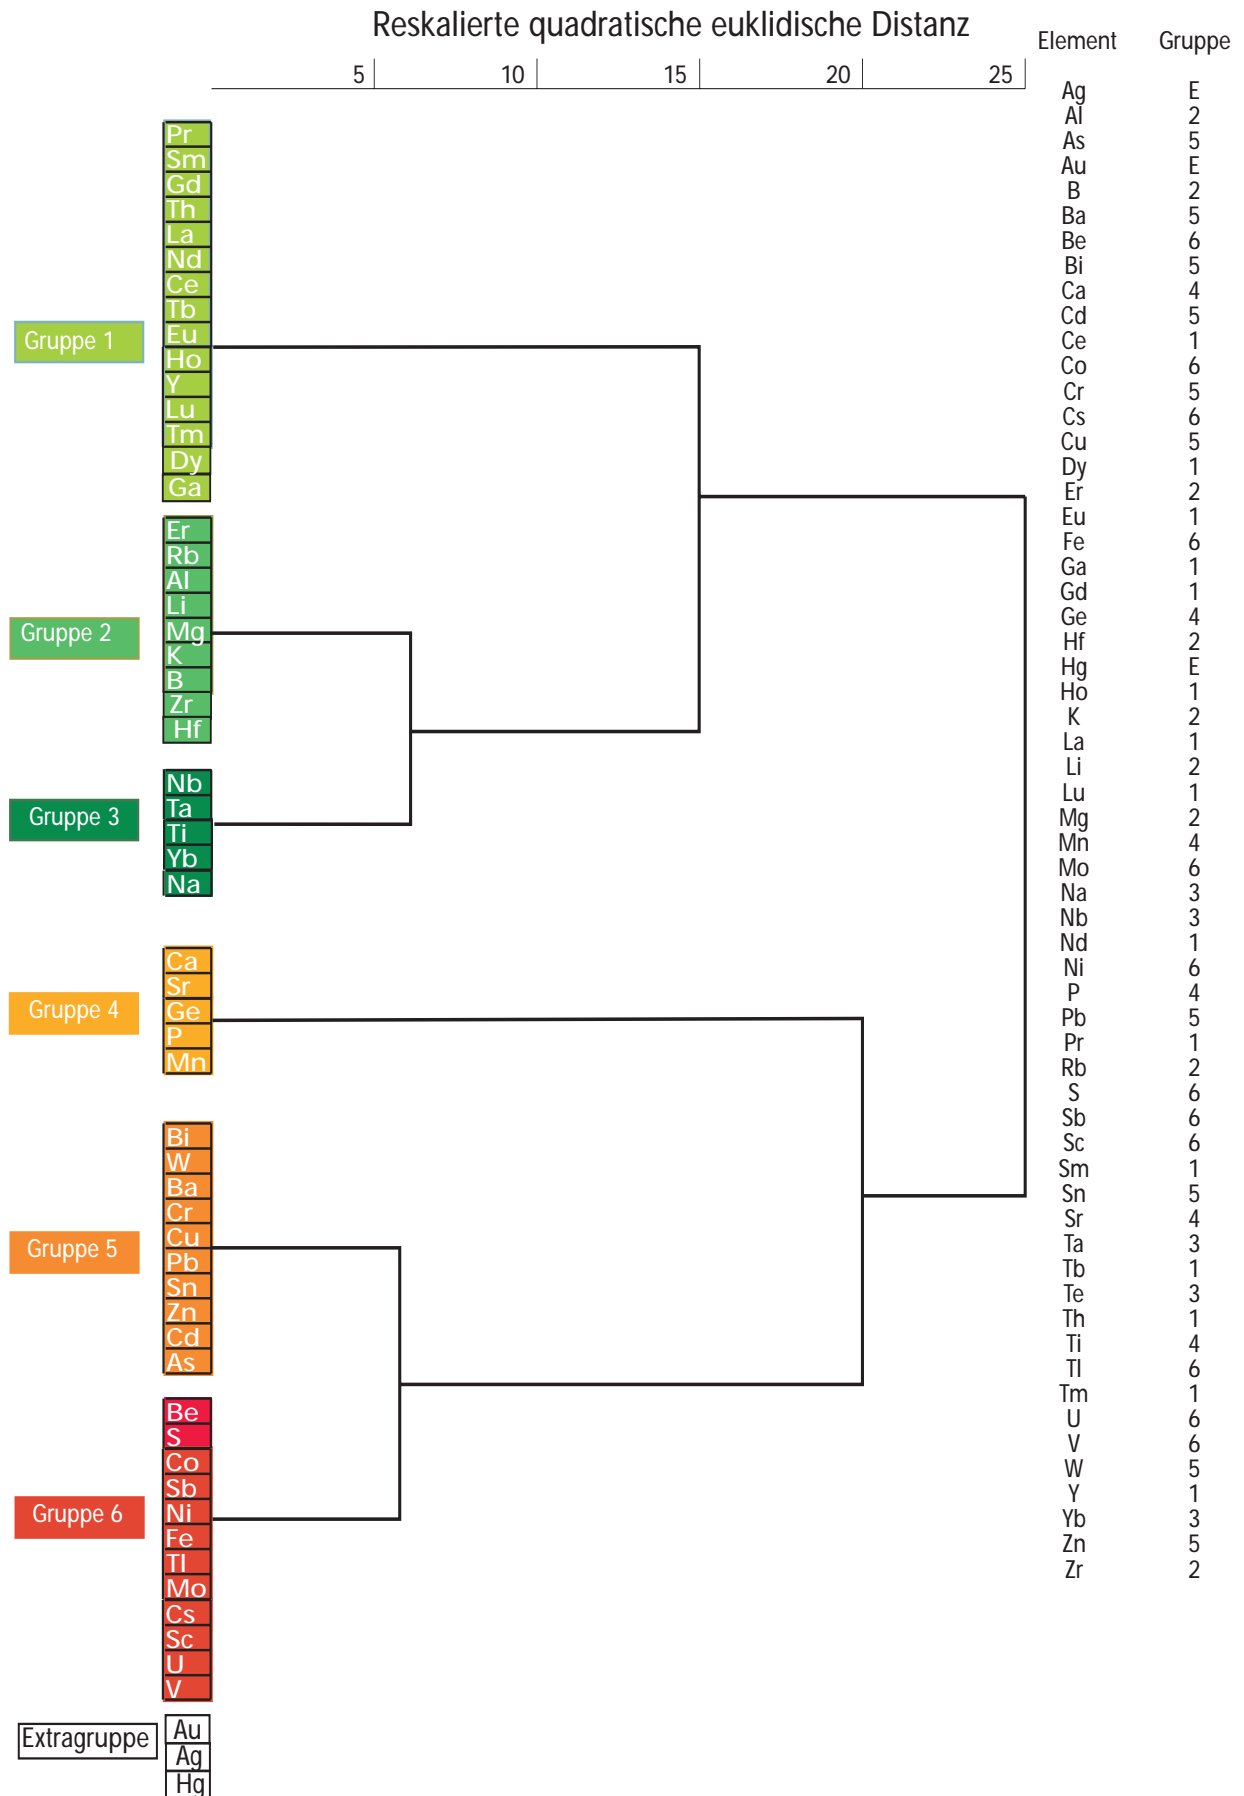 Reskalierte quadratische euklidische Distanz
5 10 15 20 25
Gruppe 1
Pr
Sm
Gd
Th
La
Nd
Ce
Tb
Eu
Ho
Y
Lu
Tm
Dy
Ga
Gruppe 2
Er
Rb
Al
Li
Mg
K
B
Zr
Hf
Gruppe 3
Nb
Ta
Ti
Yb
Na
Gruppe 4
Ca
Sr
Ge
P
Mn
Gruppe 5
Bi
W
Ba
Cr
Cu
Pb
Sn
Zn
Cd
As
Gruppe 6
Be
S
Co
Sb
Ni
Fe
Tl
Mo
Cs
Sc
U
V
Extragruppe
Au
Ag
Hg
Element Gruppe
Ag E
Al 2
As 5
Au E
B 2
Ba 5
Be 6
Bi 5
Ca 4
Cd 5
Ce 1
Co 6
Cr 5
Cs 6
Cu 5
Dy 1
Er 2
Eu 1
Fe 6
Ga 1
Gd 1
Ge 4
Hf 2
Hg E
Ho 1
K 2
La 1
Li 2
Lu 1
Mg 2
Mn 4
Mo 6
Na 3
Nb 3
Nd 1
Ni 6
P 4
Pb 5
Pr 1
Rb 2
S 6
Sb 6
Sc 6
Sm 1
Sn 5
Sr 4
Ta 3
Tb 1
Te 3
Th 1
Ti 4
Tl 6
Tm 1
U 6
V 6
W 5
Y 1
Yb 3
Zn 5
Zr 2